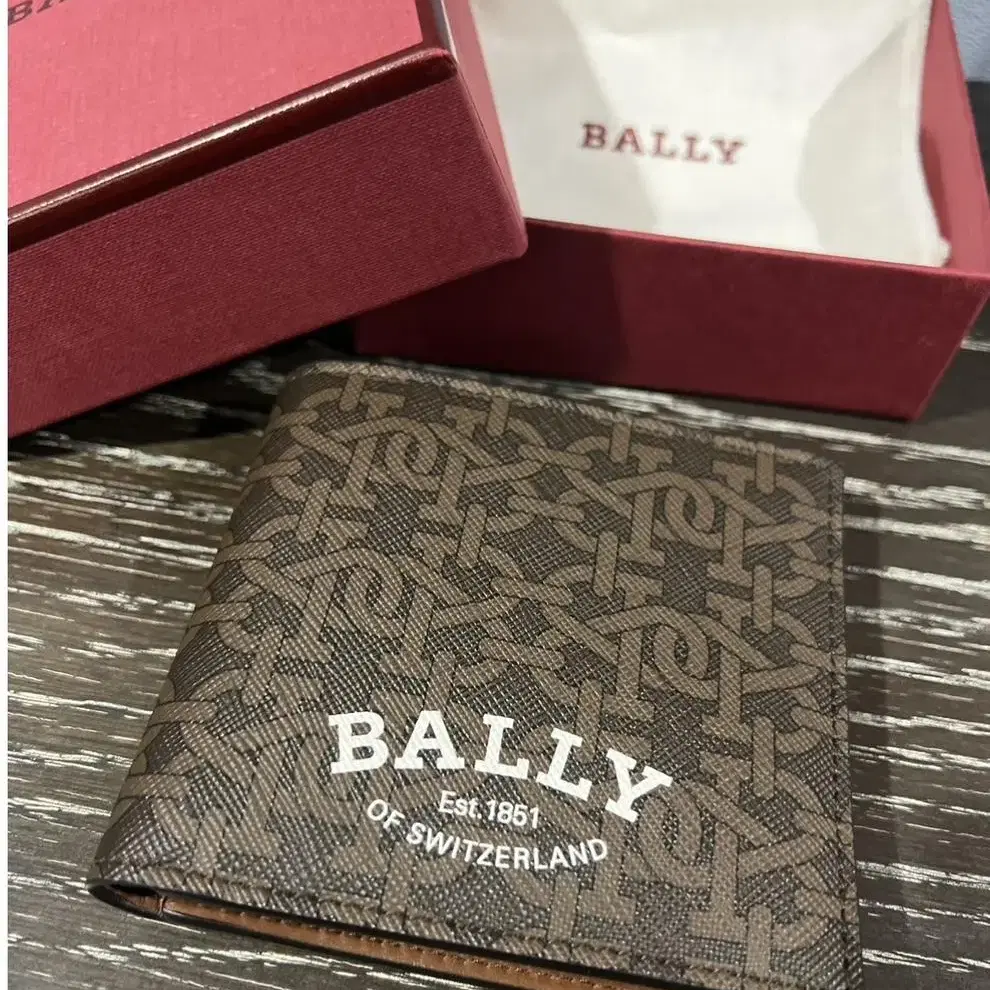 BALLY
BALLY
Est.1851
OF SWITZERLAND